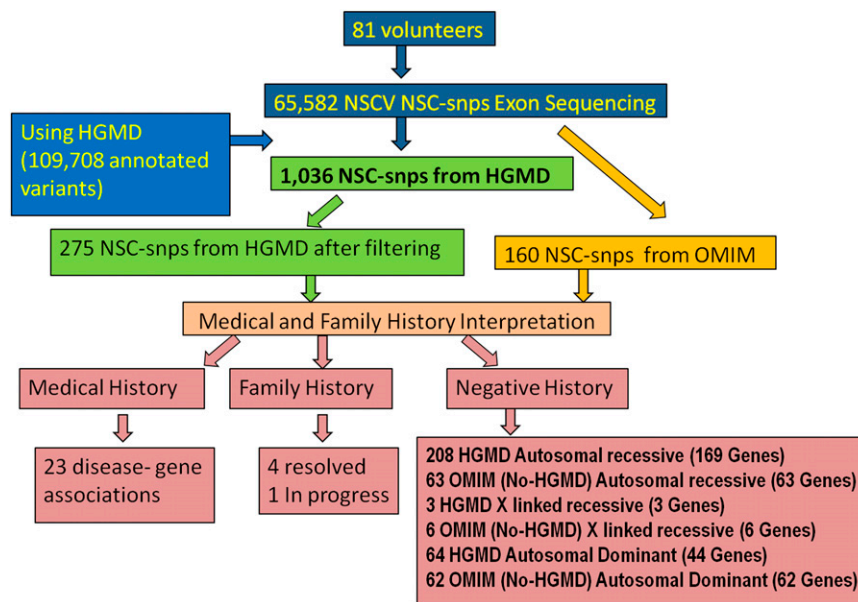 81 volunteers
65,582 NSCV NSC-snps Exon Sequencing
Using HGMD
(109,708 annotated
variants)
1,036 NSC-snps from HGMD
275 NSC-snps from HGMD after filtering
160 NSC-snps from OMIM
Medical and Family History Interpretation
Medical History
Family History
Negative History
23 disease- gene
associations
4 resolved
1 In progress
208 HGMD Autosomal recessive (169 Genes)
63 OMIM (No-HGMD) Autosomal recessive (63 Genes)
3 HGMD X linked recessive (3 Genes)
6 OMIM (No-HGMD) X linked recessive (6 Genes)
64 HGMD Autosomal Dominant (44 Genes)
62 OMIM (No-HGMD) Autosomal Dominant (62 Genes)